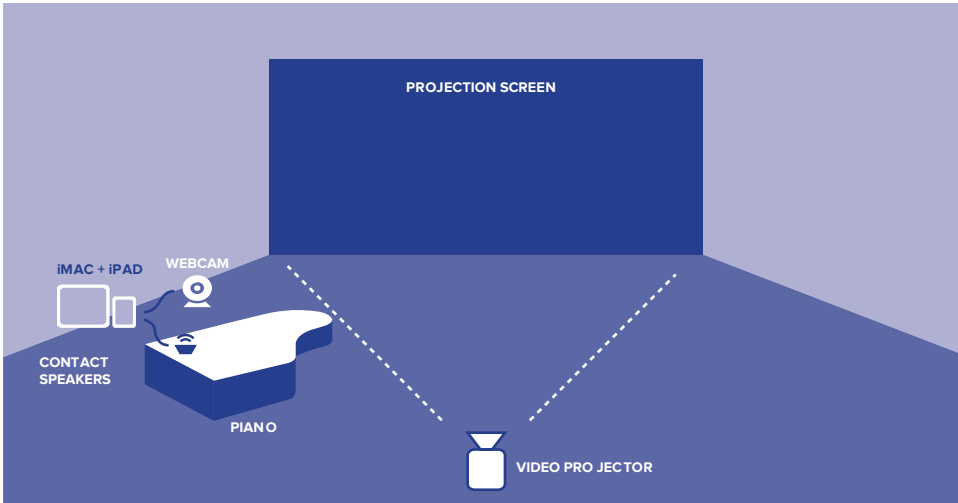 PROJECTION SCREEN
WEBCAM
iMAC + iPAD
CONTACT
SPEAKERS
PIANO
VIDEO PRO JECTOR